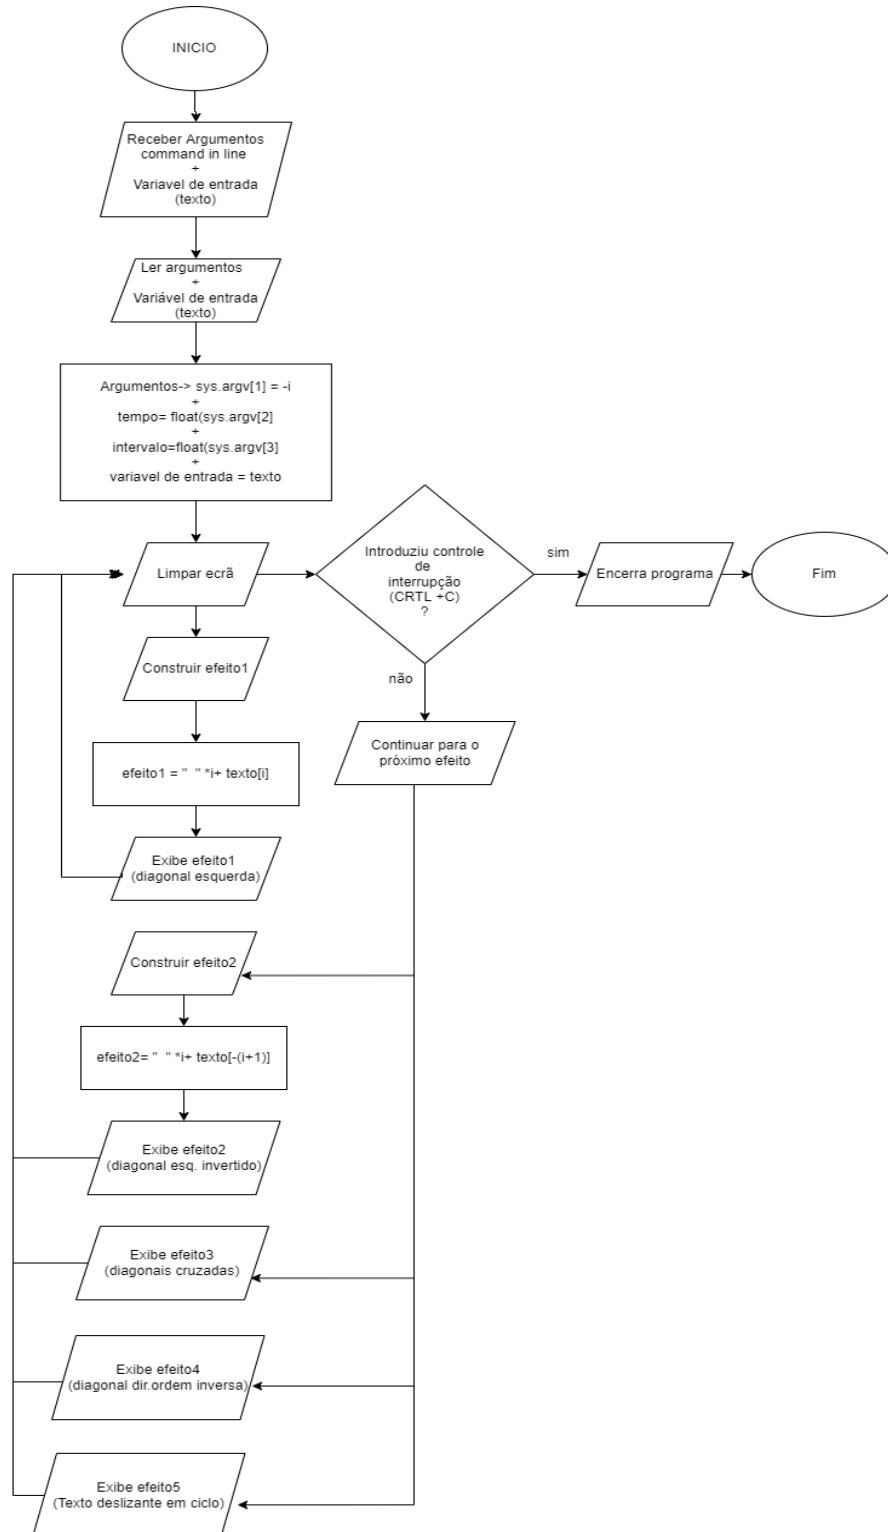 INICIO
Receber Argumentos
command in line
+
Variavel de entrada
(texto)
Ler argumentos
+
Variável de entrada
(texto)
Argumentos-> sys.argv[1] = -i
+
tempo= float(sys.argv[2]
+
intervalo=float(sys.argv[3]
+
variavel de entrada = texto
Limpar ecrã
Introduziu controle
de
interrupção
(CRTL +C)
?
sim
Encerra programa
Fim
não
Continuar para o
próximo efeito
Construir efeito1
efeito1 = "  " *i+ texto[i]
Exibe efeito1
(diagonal esquerda)
Construir efeito2
efeito2= "  " *i+ texto[-(i+1)]
Exibe efeito2
(diagonal esq. invertido)
Exibe efeito3
(diagonais cruzadas)
Exibe efeito4
(diagonal dir.ordem inversa)
Exibe efeito5
(Texto deslizante em ciclo)